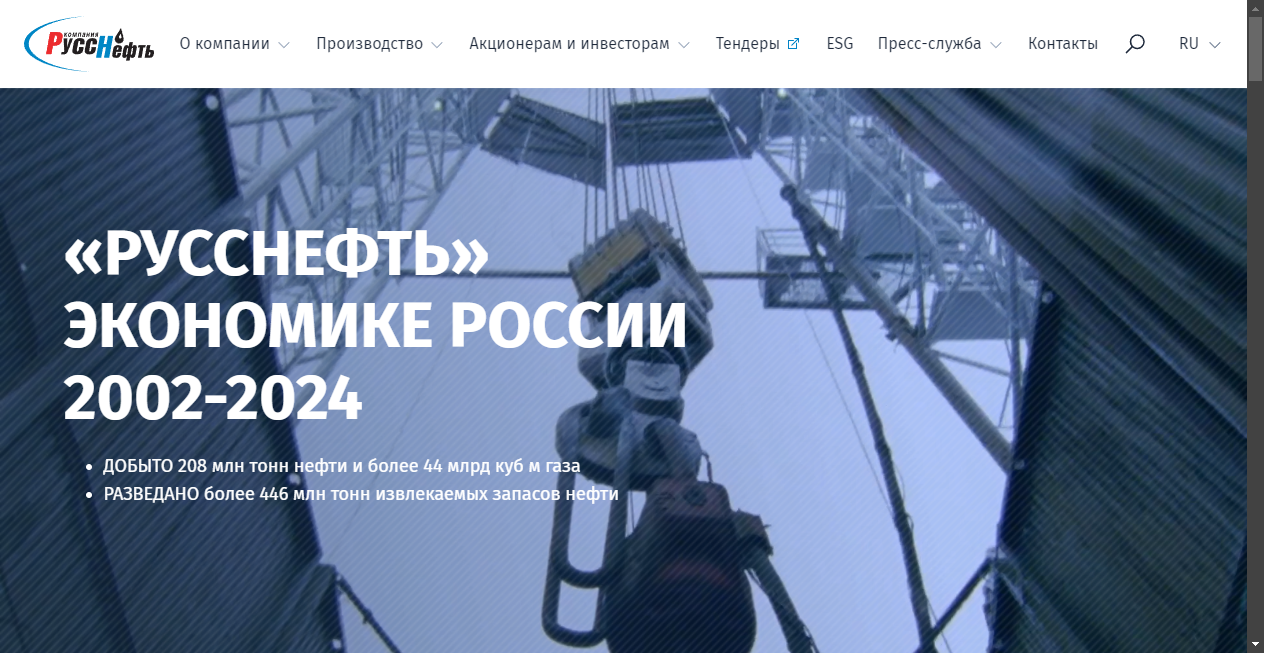 компания
РуссНефть
О компании
Производство
Акционерам и инвесторам
Тендеры
ESG
Пресс-служба
Контакты
RU
«РУССНЕФТЬ»
ЭКОНОМИКЕ РОССИИ
2002-2024
ДОБЫТО 208 млн тонн нефти и более 44 млрд куб м газа
РАЗВЕДАНО более 446 млн тонн извлекаемых запасов нефти